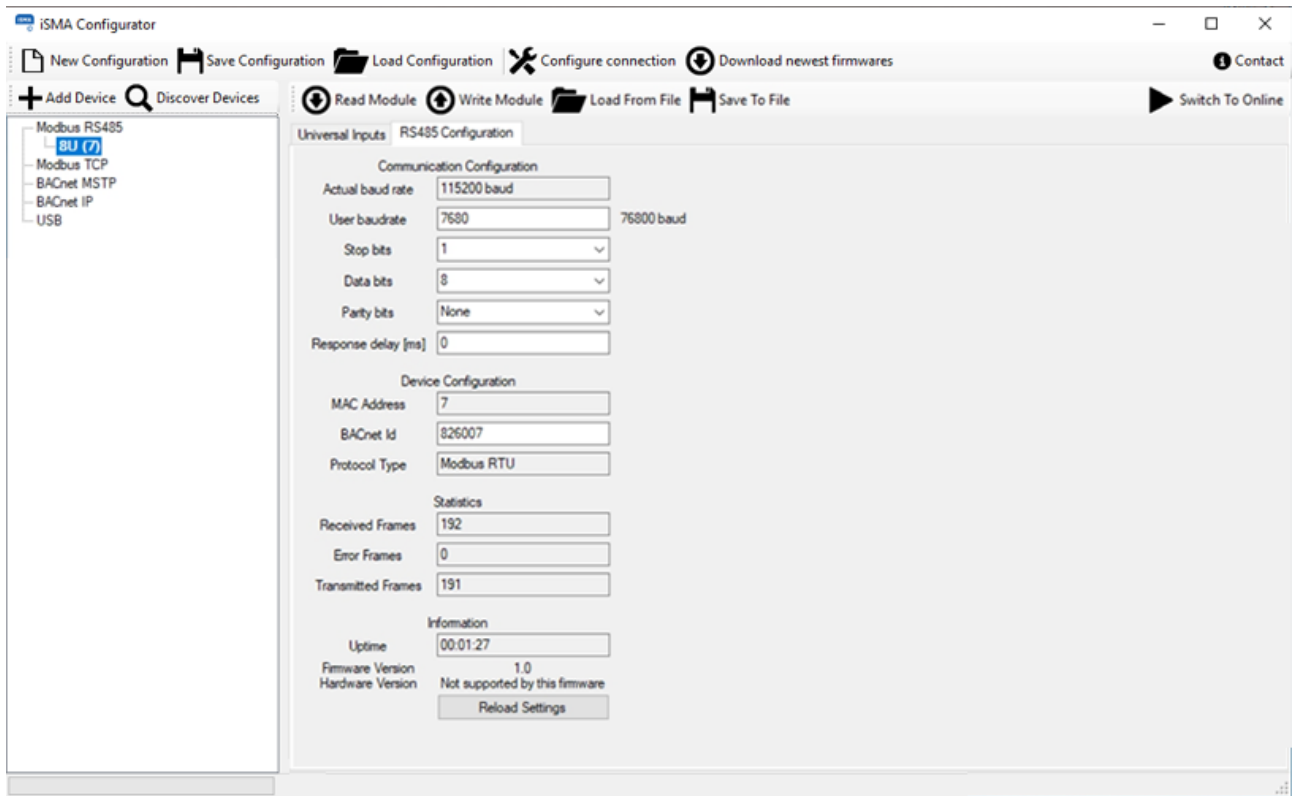 iSMA Configurator
New Configuration Save Configuration Load Configuration Configure connection Download newest firmwares Contact
Add Device Discover Devices Read Module Write Module Load From File Save To File Switch To Online
Modbus RS485
8U (7)
Modbus TCP
BACnet MSTP
BACnet IP
USB
Universal Inputs RS485 Configuration
Communication Configuration
Actual baud rate 115200 baud
User baudrate 7680 76800 baud
Stop bits 1
Data bits 8
Parity bits None
Response delay [ms] 0
Device Configuration
MAC Address 7
BACnet Id 826007
Protocol Type Modbus RTU
Statistics
Received Frames 192
Error Frames 0
Transmitted Frames 191
Information
Uptime 00:01:27
Firmware Version 1.0
Hardware Version Not supported by this firmware
Reload Settings